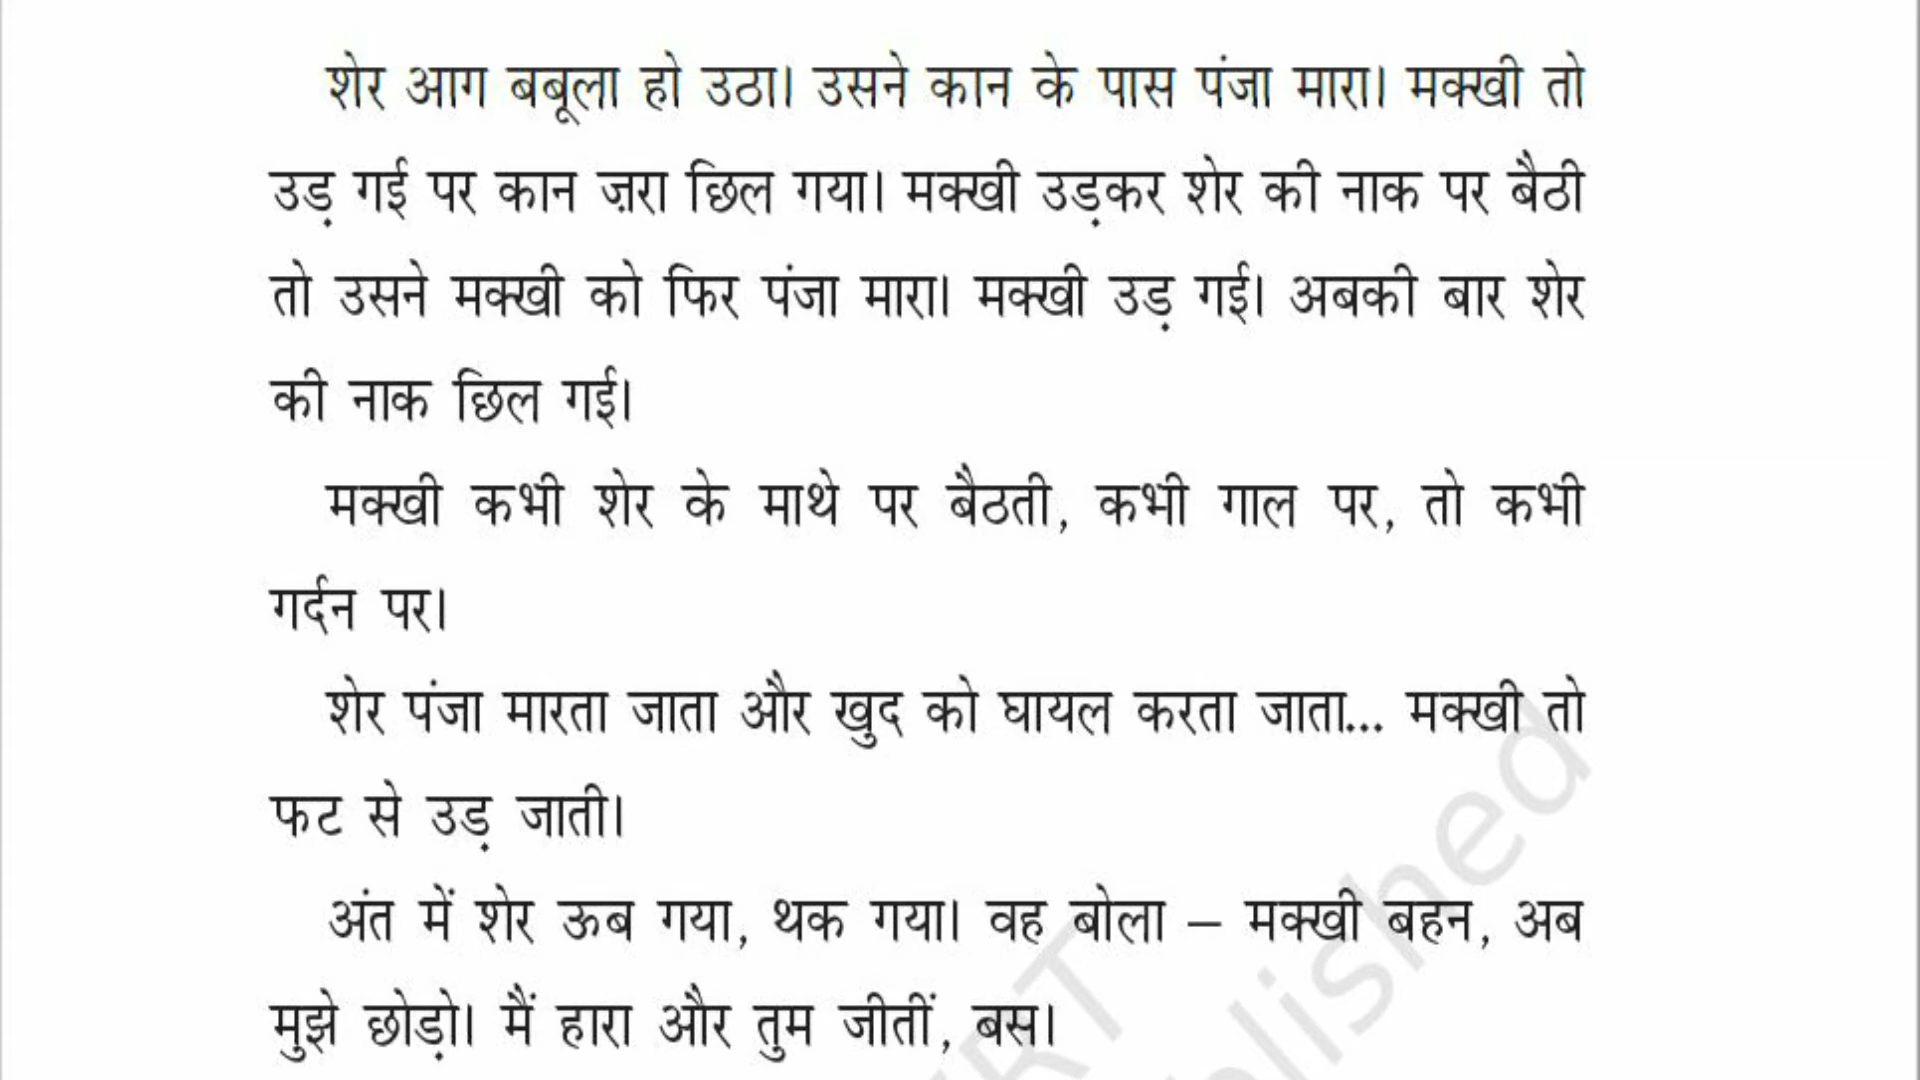 शेर आग बबूला हो उठा। उसने कान के पास पंजा मारा। मक्खी तो
उड़ गई पर कान ज़रा छिल गया। मक्खी उड़कर शेर की नाक पर बैठी
तो उसने मक्खी को फिर पंजा मारा। मक्खी उड़ गई। अबकी बार शेर
की नाक छिल गई।
मक्खी कभी शेर के माथे पर बैठती, कभी गाल पर, तो कभी
गर्दन पर।
शेर पंजा मारता जाता और खुद को घायल करता जाता... मक्खी तो
फट से उड़ जाती।
अंत में शेर ऊब गया, थक गया। वह बोला – मक्खी बहन, अब
मुझे छोड़ो। मैं हारा और तुम जीतीं, बस।